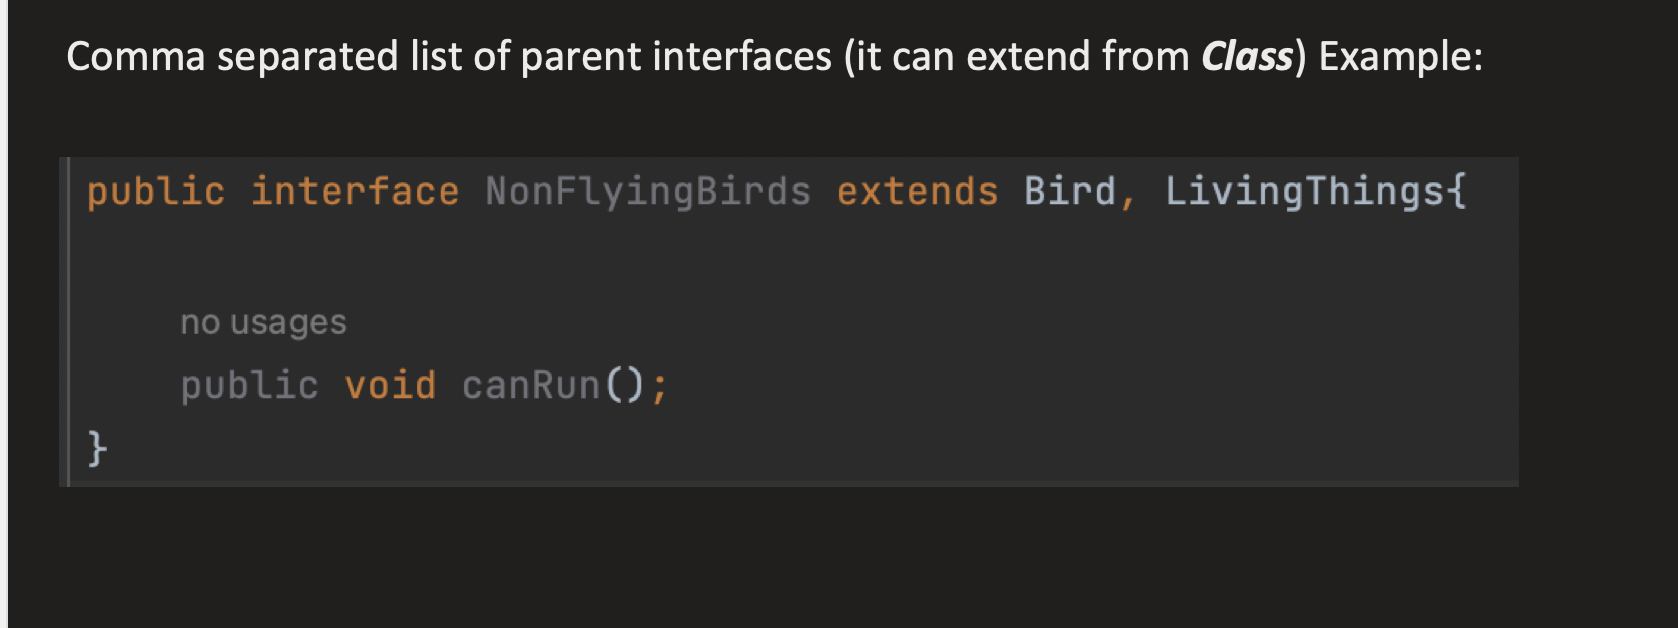 Comma separated list of parent interfaces (it can extend from Class) Example:
public interface NonFlyingBirds extends Bird, LivingThings{
no usages
public void canRun();
}